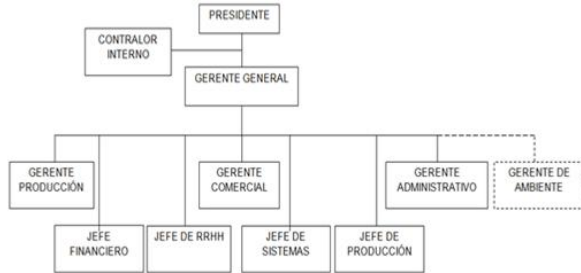 PRESIDENTE
CONTRALOR
INTERNO
GERENTE GENERAL
GERENTE
PRODUCCIÓN
GERENTE
COMERCIAL
GERENTE
ADMINISTRATIVO
GERENTE DE
AMBIENTE
JEFE
FINANCIERO
JEFE DE RRHH
JEFE DE
SISTEMAS
JEFE DE
PRODUCCIÓN